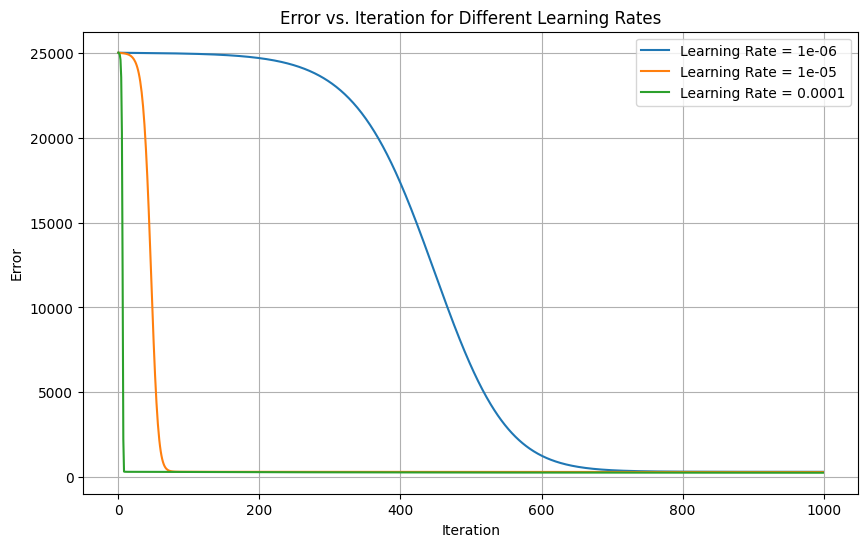 Error vs. Iteration for Different Learning Rates
Learning Rate = 1e-06
Learning Rate = 1e-05
Learning Rate = 0.0001
25000
20000
15000
10000
5000
0
Error
0 200 400 600 800 1000
Iteration